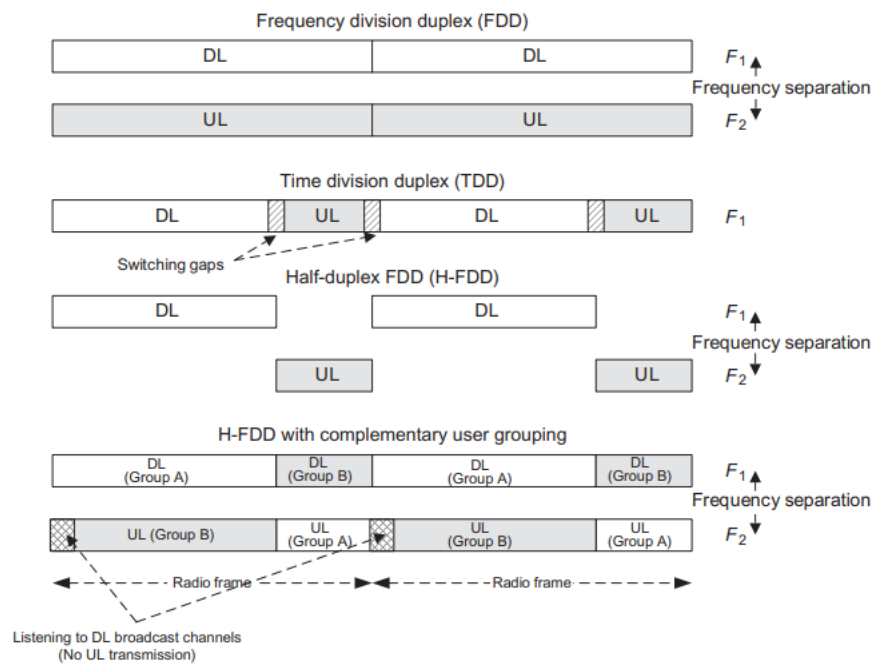 Frequency division duplex (FDD)
DL DL F1
Frequency separation
UL UL F2
Time division duplex (TDD)
DL UL DL UL F1
Switching gaps
Half-duplex FDD (H-FDD)
DL DL F1
Frequency separation
UL UL F2
H-FDD with complementary user grouping
DL (Group A) DL (Group B) DL (Group A) DL (Group B) F1
Frequency separation
UL (Group B) UL (Group A) UL (Group B) UL (Group A) F2
Radio frame Radio frame
Listening to DL broadcast channels
(No UL transmission)